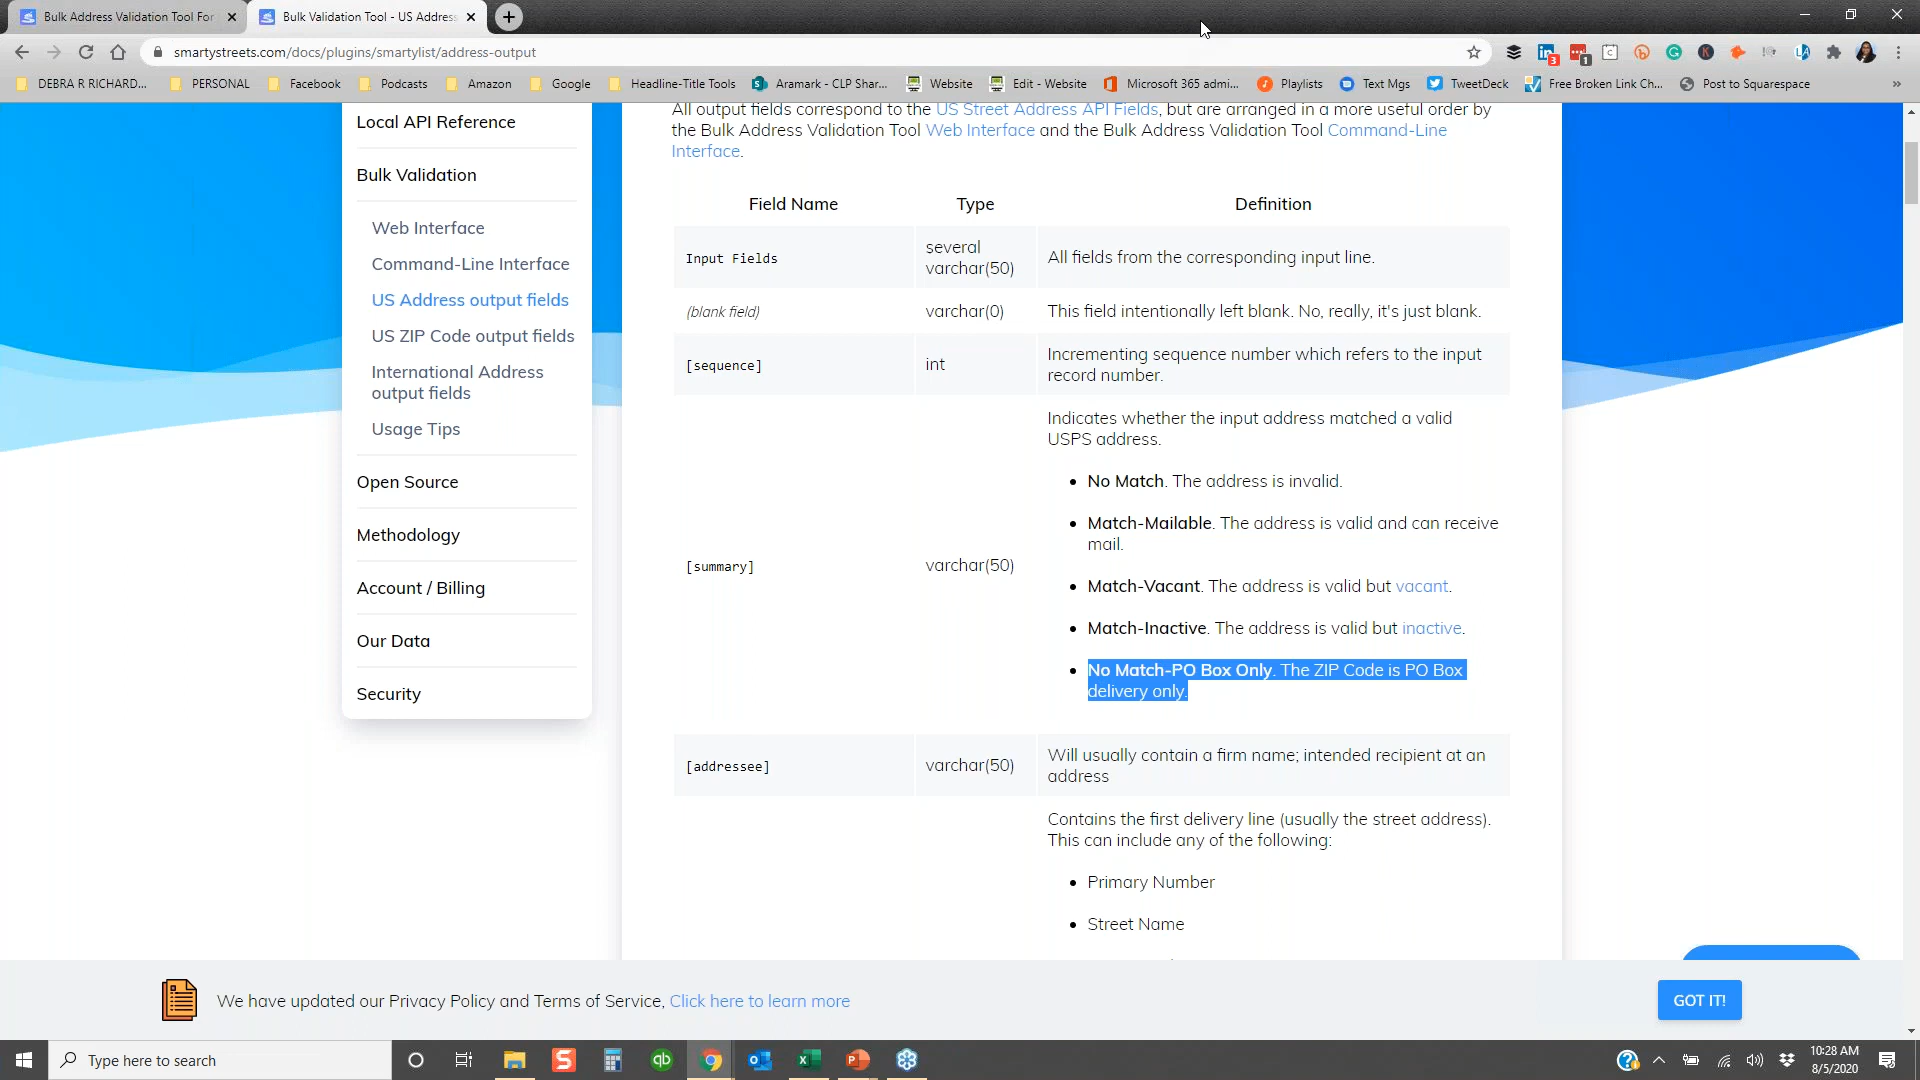 Bulk Address Validation Tool For
Bulk Validation Tool - US Address
smartystreets.com/docs/plugins/smartylist/address-output
3
1
DEBRA R RICHARD...
PERSONAL
Facebook
Podcasts
Amazon
Google
Headline-Title Tools
Aramark - CLP Shar...
Website
Edit - Website
Microsoft 365 admi...
Playlists
Text Mgs
TweetDeck
Free Broken Link Ch...
Post to Squarespace
»
Local API Reference
Bulk Validation
Web Interface
Command-Line Interface
US Address output fields
US ZIP Code output fields
International Address
output fields
Usage Tips
Open Source
Methodology
Account / Billing
Our Data
Security
All output fields correspond to the US Street Address API Fields, but are arranged in a more useful order by
the Bulk Address Validation Tool Web Interface and the Bulk Address Validation Tool Command-Line
Interface.
Field Name Type Definition
Input Fields
several
varchar(50)
All fields from the corresponding input line.
(blank field) varchar(0) This field intentionally left blank. No, really, it's just blank.
[sequence] int
Incrementing sequence number which refers to the input
record number.
[summary] varchar(50)
Indicates whether the input address matched a valid
USPS address.
• No Match. The address is invalid.
• Match-Mailable. The address is valid and can receive
mail.
• Match-Vacant. The address is valid but vacant.
• Match-Inactive. The address is valid but inactive.
• No Match-PO Box Only. The ZIP Code is PO Box
delivery only.
[addressee] varchar(50)
Will usually contain a firm name; intended recipient at an
address
Contains the first delivery line (usually the street address).
This can include any of the following:
• Primary Number
• Street Name
We have updated our Privacy Policy and Terms of Service, Click here to learn more
GOT IT!
Type here to search
10:28 AM
8/5/2020